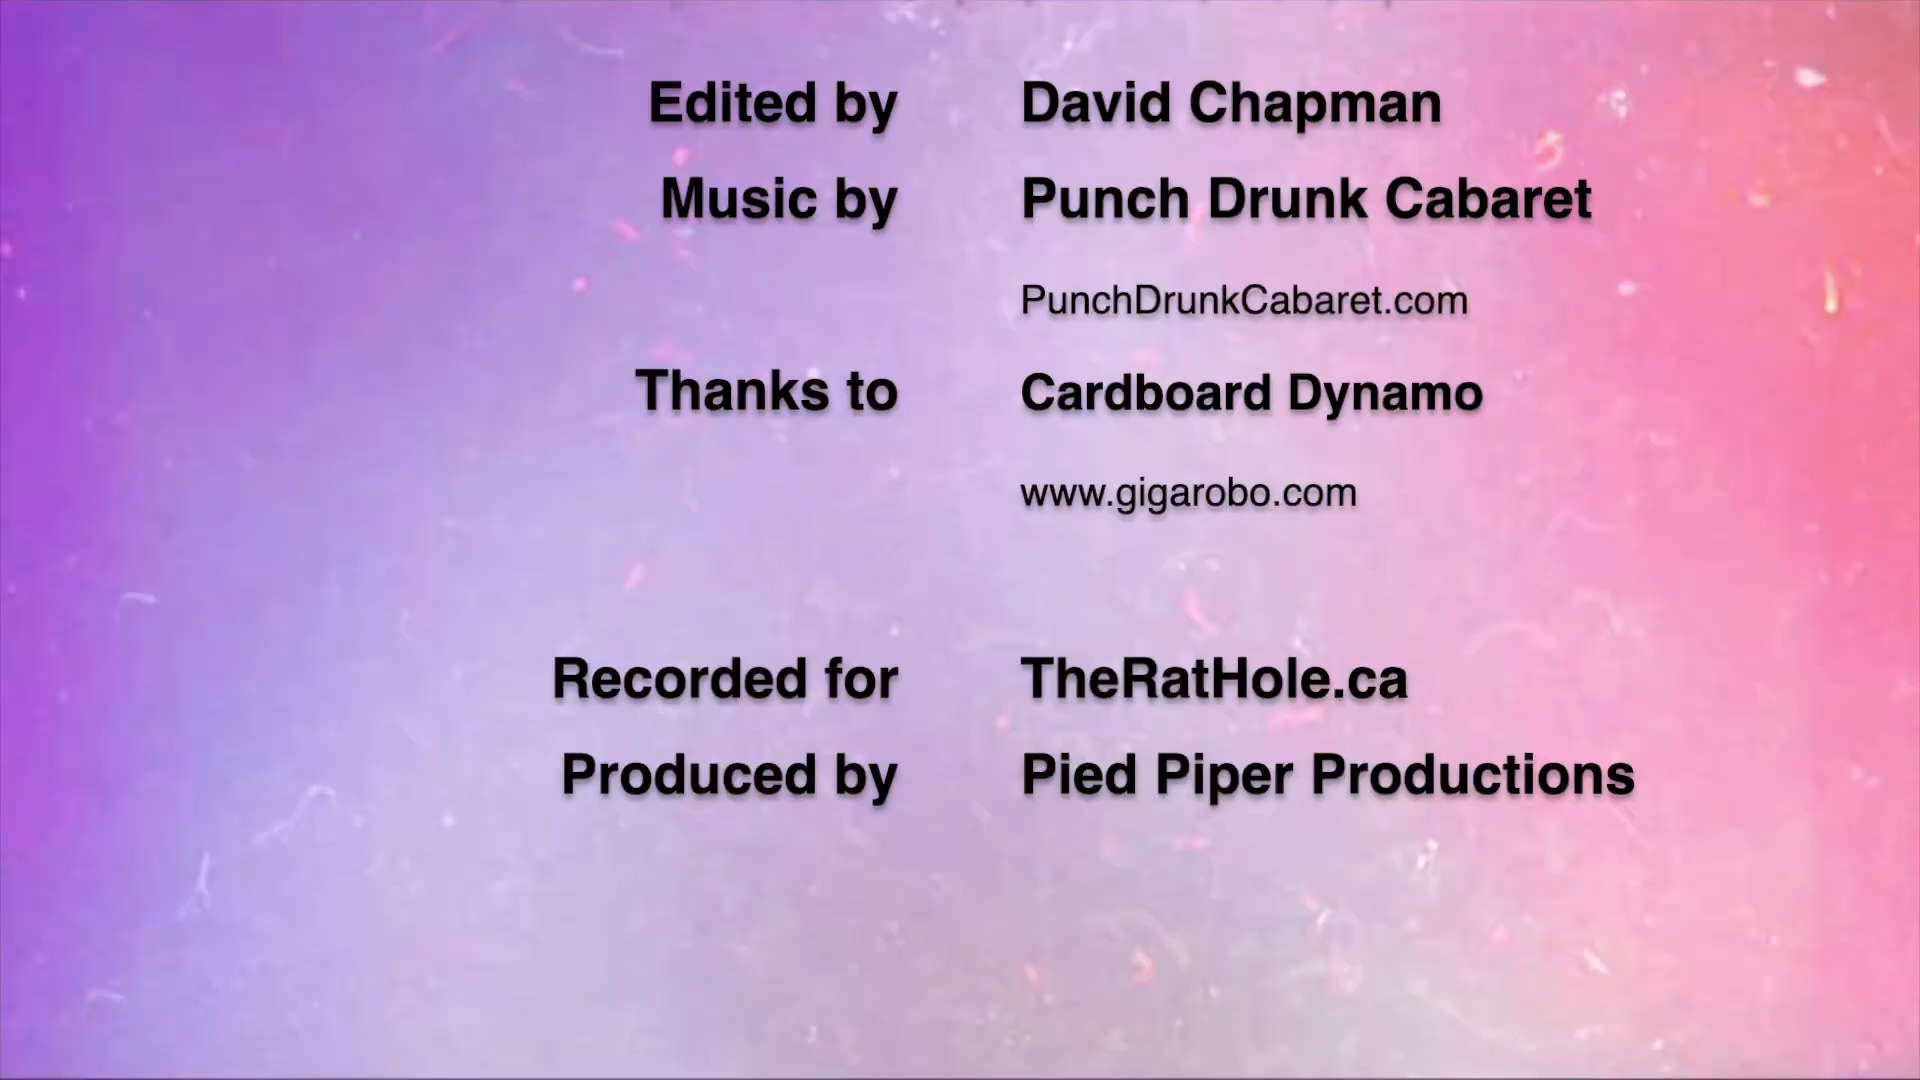 Edited by David Chapman
Music by Punch Drunk Cabaret
PunchDrunkCabaret.com
Thanks to Cardboard Dynamo
www.gigarobo.com
Recorded for TheRatHole.ca
Produced by Pied Piper Productions